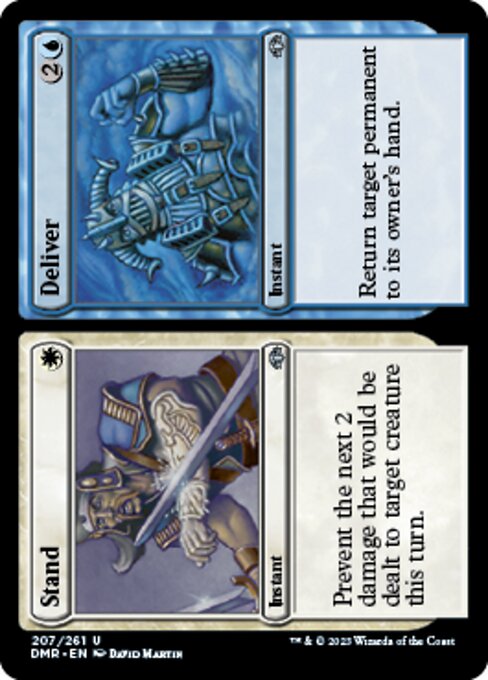 Deliver 2
Instant
Return target permanent
to its owner's hand.
Stand
Instant
Prevent the next 2
damage that would be
dealt to target creature
this turn.
207/261 U
DMR • EN DAVID MARTIN
™ & © 2023 Wizards of the Coast